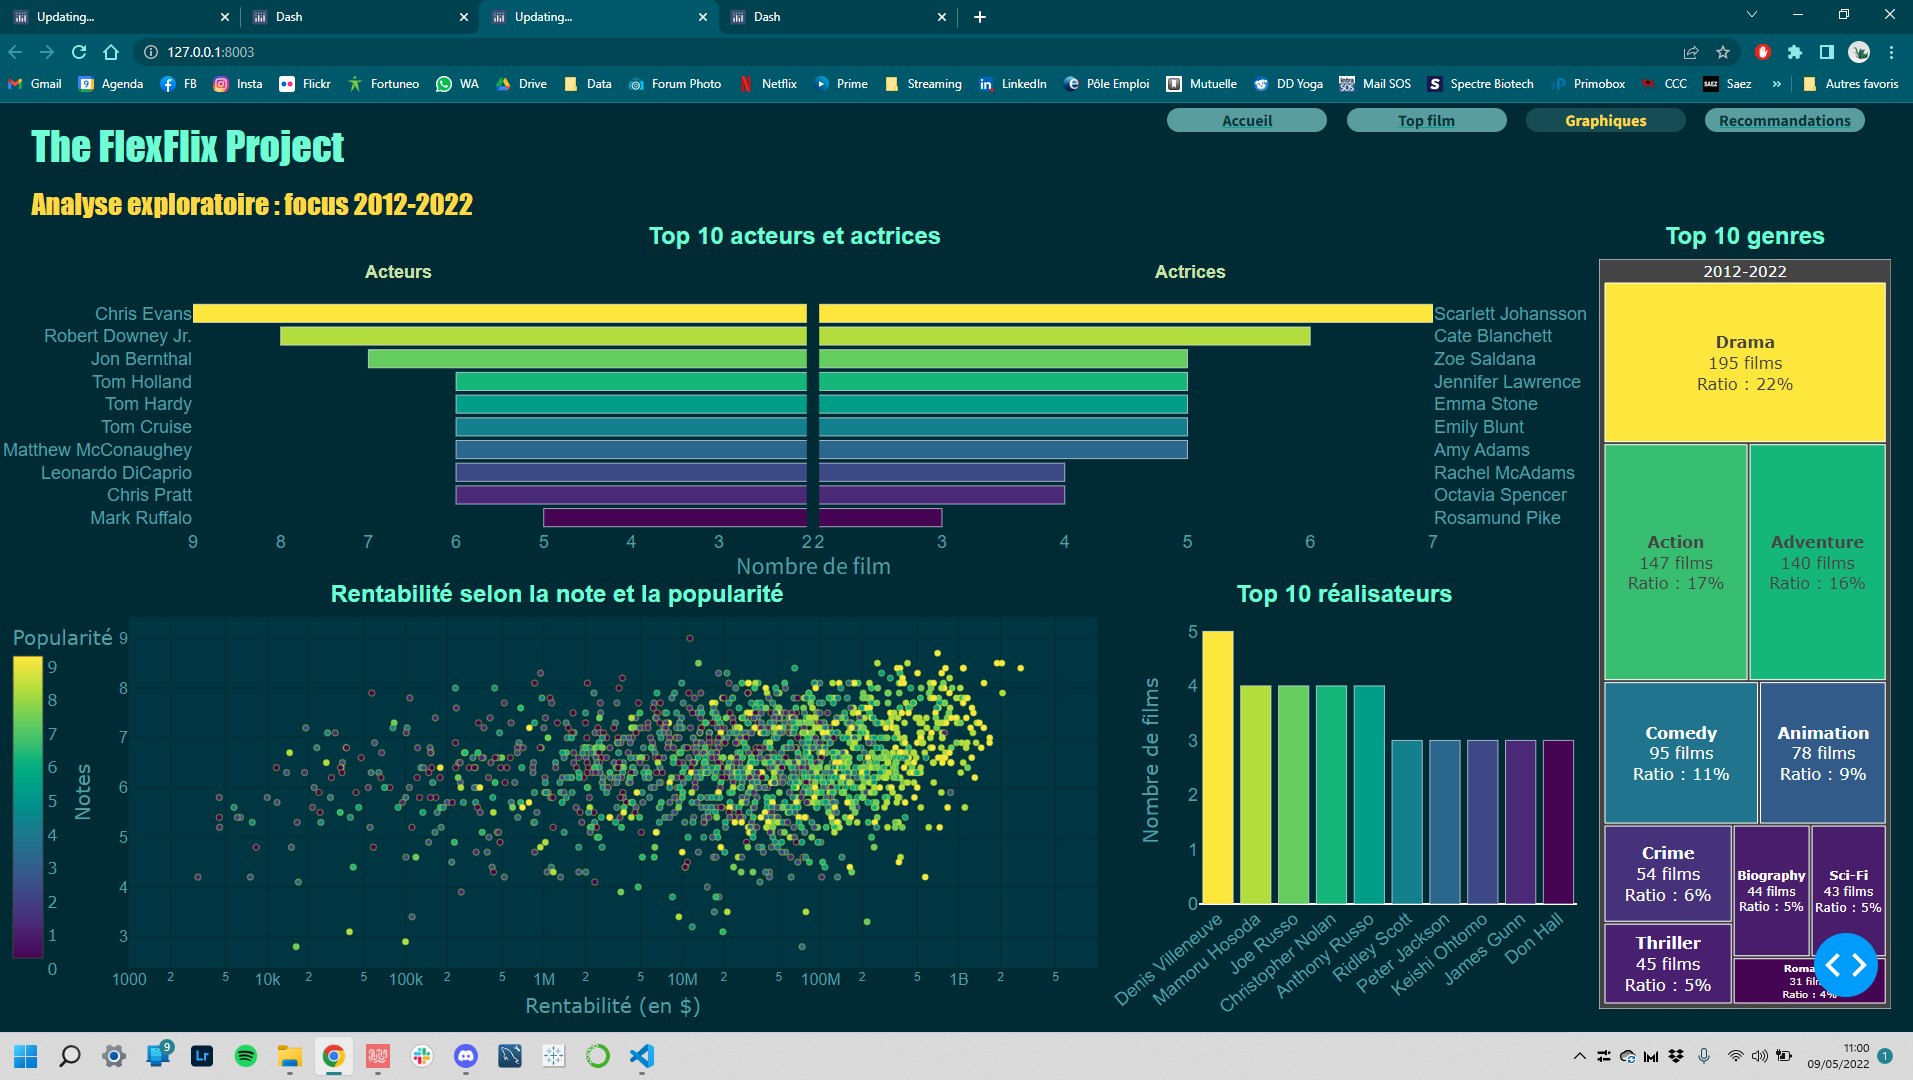 Updating...
Dash
Updating...
Dash
127.0.0.1:8003
Gmail
Agenda
FB
Insta
Flickr
Fortuneo
WA
Drive
Data
Forum Photo
Netflix
Prime
Streaming
LinkedIn
Pôle Emploi
Mutuelle
DD Yoga
Mail SOS
Spectre Biotech
Primobox
CCC
Saez
»
Autres favoris
Accueil
Top film
Graphiques
Recommandations
The FlexFlix Project
Analyse exploratoire : focus 2012-2022
Top 10 acteurs et actrices
Acteurs
Actrices
Chris Evans
Robert Downey Jr.
Jon Bernthal
Tom Holland
Tom Hardy
Tom Cruise
Matthew McConaughey
Leonardo DiCaprio
Chris Pratt
Mark Ruffalo
Scarlett Johansson
Cate Blanchett
Zoe Saldana
Jennifer Lawrence
Emma Stone
Emily Blunt
Amy Adams
Rachel McAdams
Octavia Spencer
Rosamund Pike
9 8 7 6 5 4 3 2 2 3 4 5 6 7
Nombre de film
Top 10 genres
2012-2022
Drama
195 films
Ratio : 22%
Action
147 films
Ratio : 17%
Adventure
140 films
Ratio : 16%
Comedy
95 films
Ratio : 11%
Animation
78 films
Ratio : 9%
Crime
54 films
Ratio : 6%
Biography
44 films
Ratio : 5%
Sci-Fi
43 films
Ratio : 5%
Thriller
45 films
Ratio : 5%
31
Ratio : 4%
Rentabilité selon la note et la popularité
Popularité
9
8
7
6
5
4
3
2
1
0
Notes
9
8
7
6
5
4
3
1000 2 5 10k 2 5 100k 2 5 1M 2 5 10M 2 5 100M 2 5 1B 2 5
Rentabilité (en $)
Top 10 réalisateurs
Nombre de films
5
4
3
2
1
0
Denis Villeneuve
Mamoru Hosoda
Joe Russo
Christopher Nolan
Anthony Russo
Ridley Scott
Peter Jackson
Keishi Ohtomo
James Gunn
Don Hall
9
Lr
11:00
09/05/2022
1